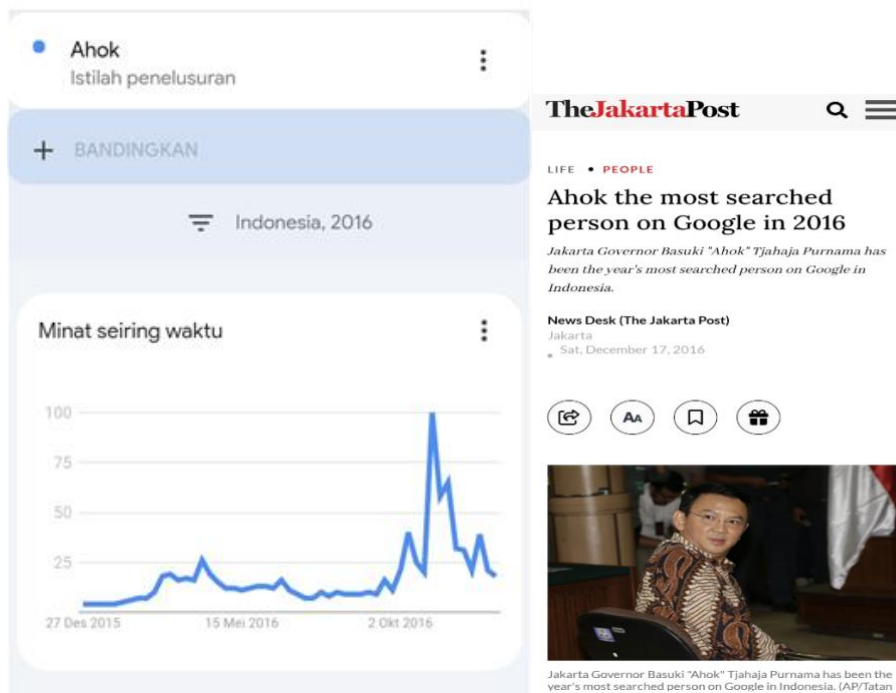 Ahok
Istilah penelusuran
BANDINGKAN
Indonesia, 2016
Minat seiring waktu
100
75
50
25
27 Des 2015
15 Mei 2016
2 Okt 2016
TheJakartaPost
LIFE • PEOPLE
Ahok the most searched
person on Google in 2016
Jakarta Governor Basuki "Ahok" Tjahaja Purnama has
been the year's most searched person on Google in
Indonesia.
News Desk (The Jakarta Post)
Jakarta
Sat, December 17, 2016
AA
Jakarta Governor Basuki "Ahok" Tjahaja Purnama has been the
year's most searched person on Google in Indonesia. (AP/Tatan